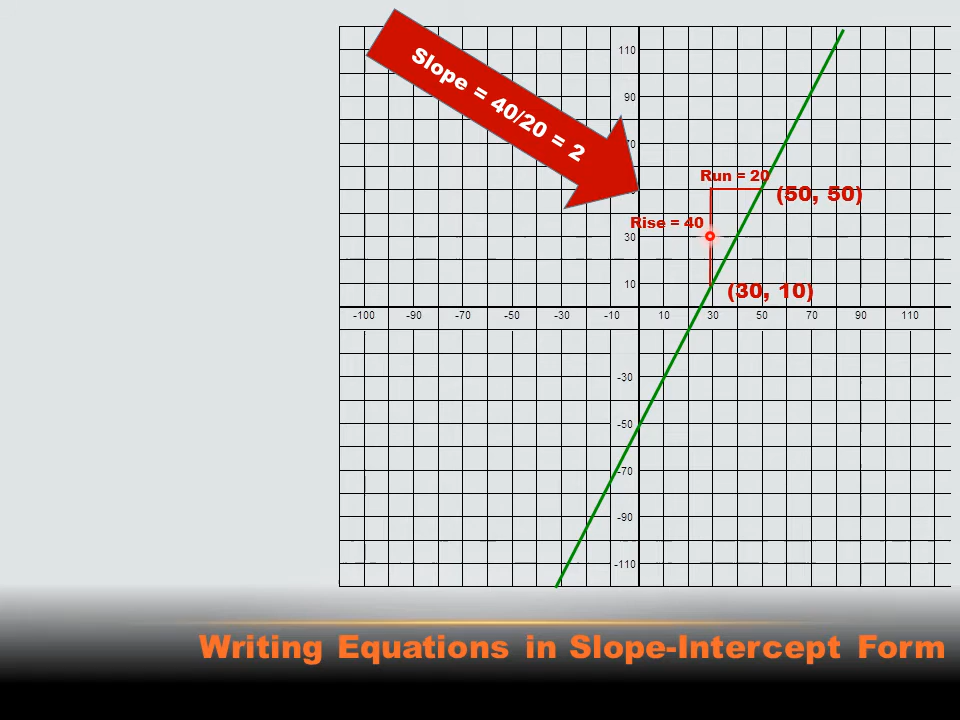 Slope = 40/20 = 2
110
90
70
Run = 20
(50, 50)
Rise = 40
30
10
(30, 10)
-100 -90 -70 -50 -30 -10 10 30 50 70 90 110
-30
-50
-70
-90
-110
Writing Equations in Slope-Intercept Form